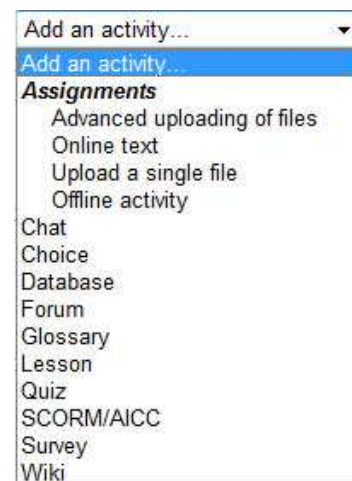 Add an activity...
Add an activity...
Assignments
Advanced uploading of files
Online text
Upload a single file
Offline activity
Chat
Choice
Database
Forum
Glossary
Lesson
Quiz
SCORM/AICC
Survey
Wiki